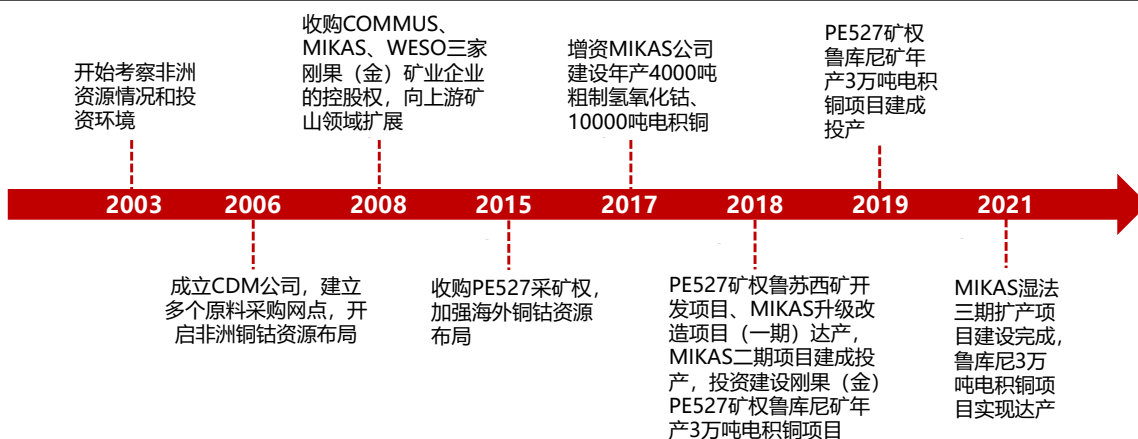 开始考察非洲
资源情况和投
资环境
收购COMMUS、
MIKAS、WESO三家
刚果（金）矿业企业
的控股权，向上游矿
山领域扩展
增资MIKAS公司
建设年产4000吨
粗制氢氧化钴、
10000吨电积铜
PE527矿权
鲁库尼矿年
产3万吨电积
铜项目建成
投产
2003 2006 2008 2015 2017 2018 2019 2021
成立CDM公司，建立
多个原料采购网点，开
启非洲铜钴资源布局
收购PE527采矿权，
加强海外铜钴资源
布局
PE527矿权鲁苏西矿开
发项目、MIKAS升级改
造项目（一期）达产，
MIKAS二期项目建成投
产，投资建设刚果（金）
PE527矿权鲁库尼矿年
产3万吨电积铜项目
MIKAS湿法
三期扩产项
目建设完成，
鲁库尼3万
吨电积铜项
目实现达产